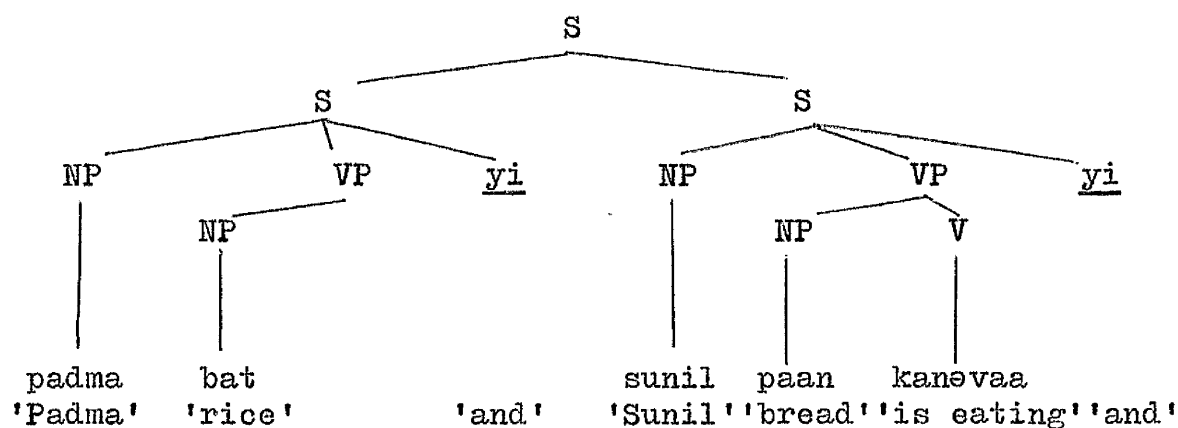 S
S S
NP VP yi NP VP yi
NP NP V
padma bat sunil paan kanəvaa
'Padma' 'rice' 'and' 'Sunil' 'bread' 'is eating' 'and'